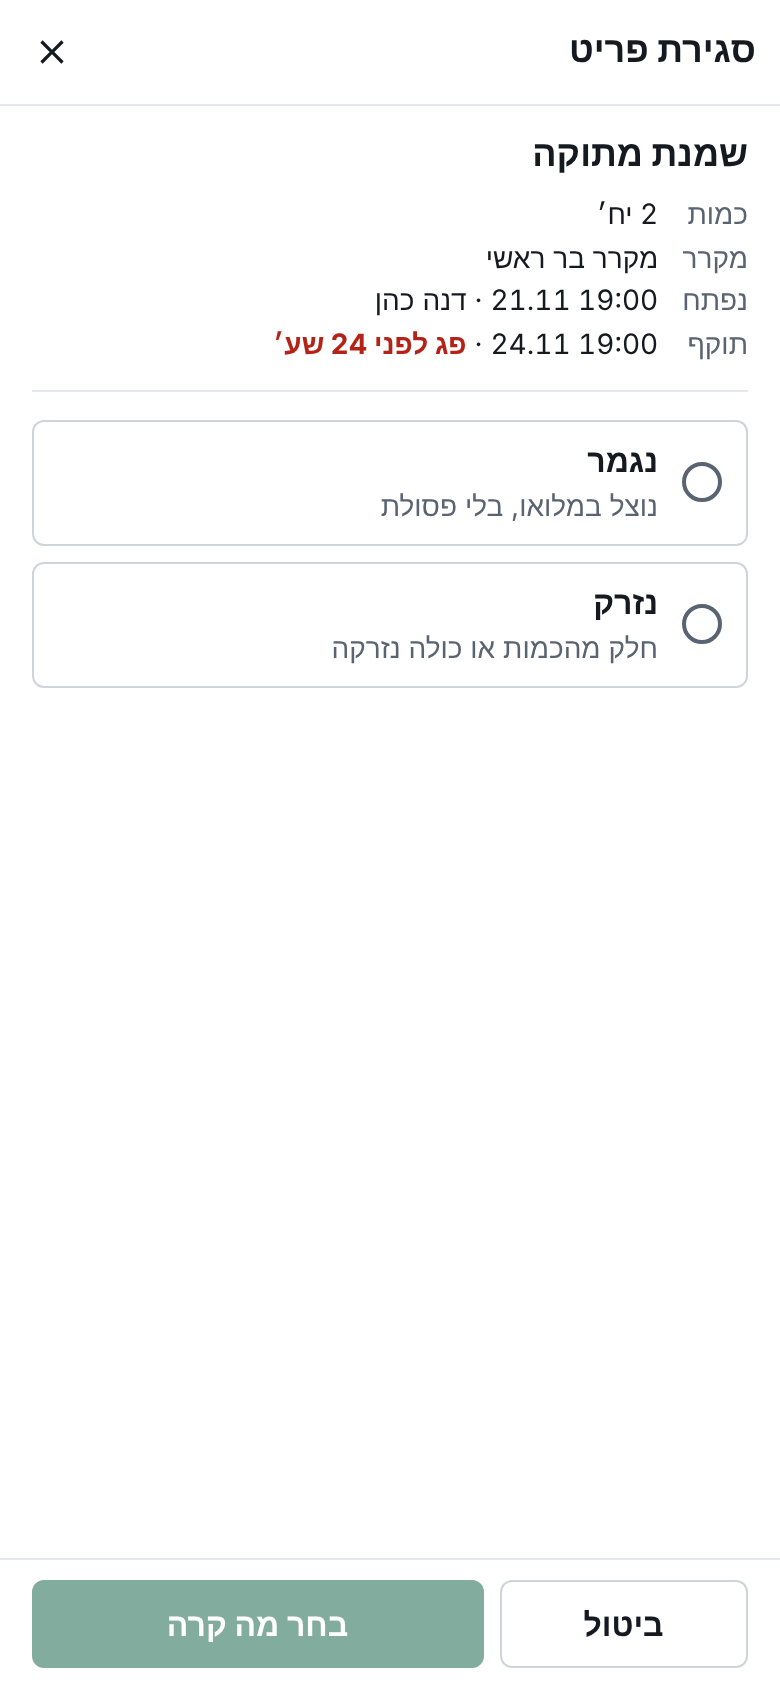 סגירת פריט
שמנת מתוקה
כמות 2 יח׳
מקרר מקרר בר ראשי
נפתח 21.11 19:00 · דנה כהן
תוקף 24.11 19:00 · פג לפני 24 שע׳
נגמר
נוצל במלואו, בלי פסולת
נזרק
חלק מהכמות או כולה נזרקה
ביטול
בחר מה קרה